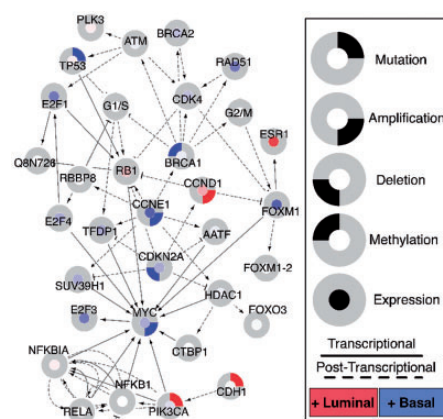 PLK3
ATM
BRCA2
TP53
RAD51
E2F1
G1/S
CDK4
G2/M
ESR1
Q8N726
RB1
BRCA1
RBBP8
CCND1
CCNE1
FOXM1
E2F4
TFDP1
AATF
CDKN2A
FOXM1-2
SUV39H1
HDAC1
E2F3
MYC
FOXO3
CTBP1
NFKBIA
NFKB1
CDH1
RELA
PIK3CA
Mutation
Amplification
Deletion
Methylation
Expression
Transcriptional
Post-Transcriptional
+ Luminal
+ Basal